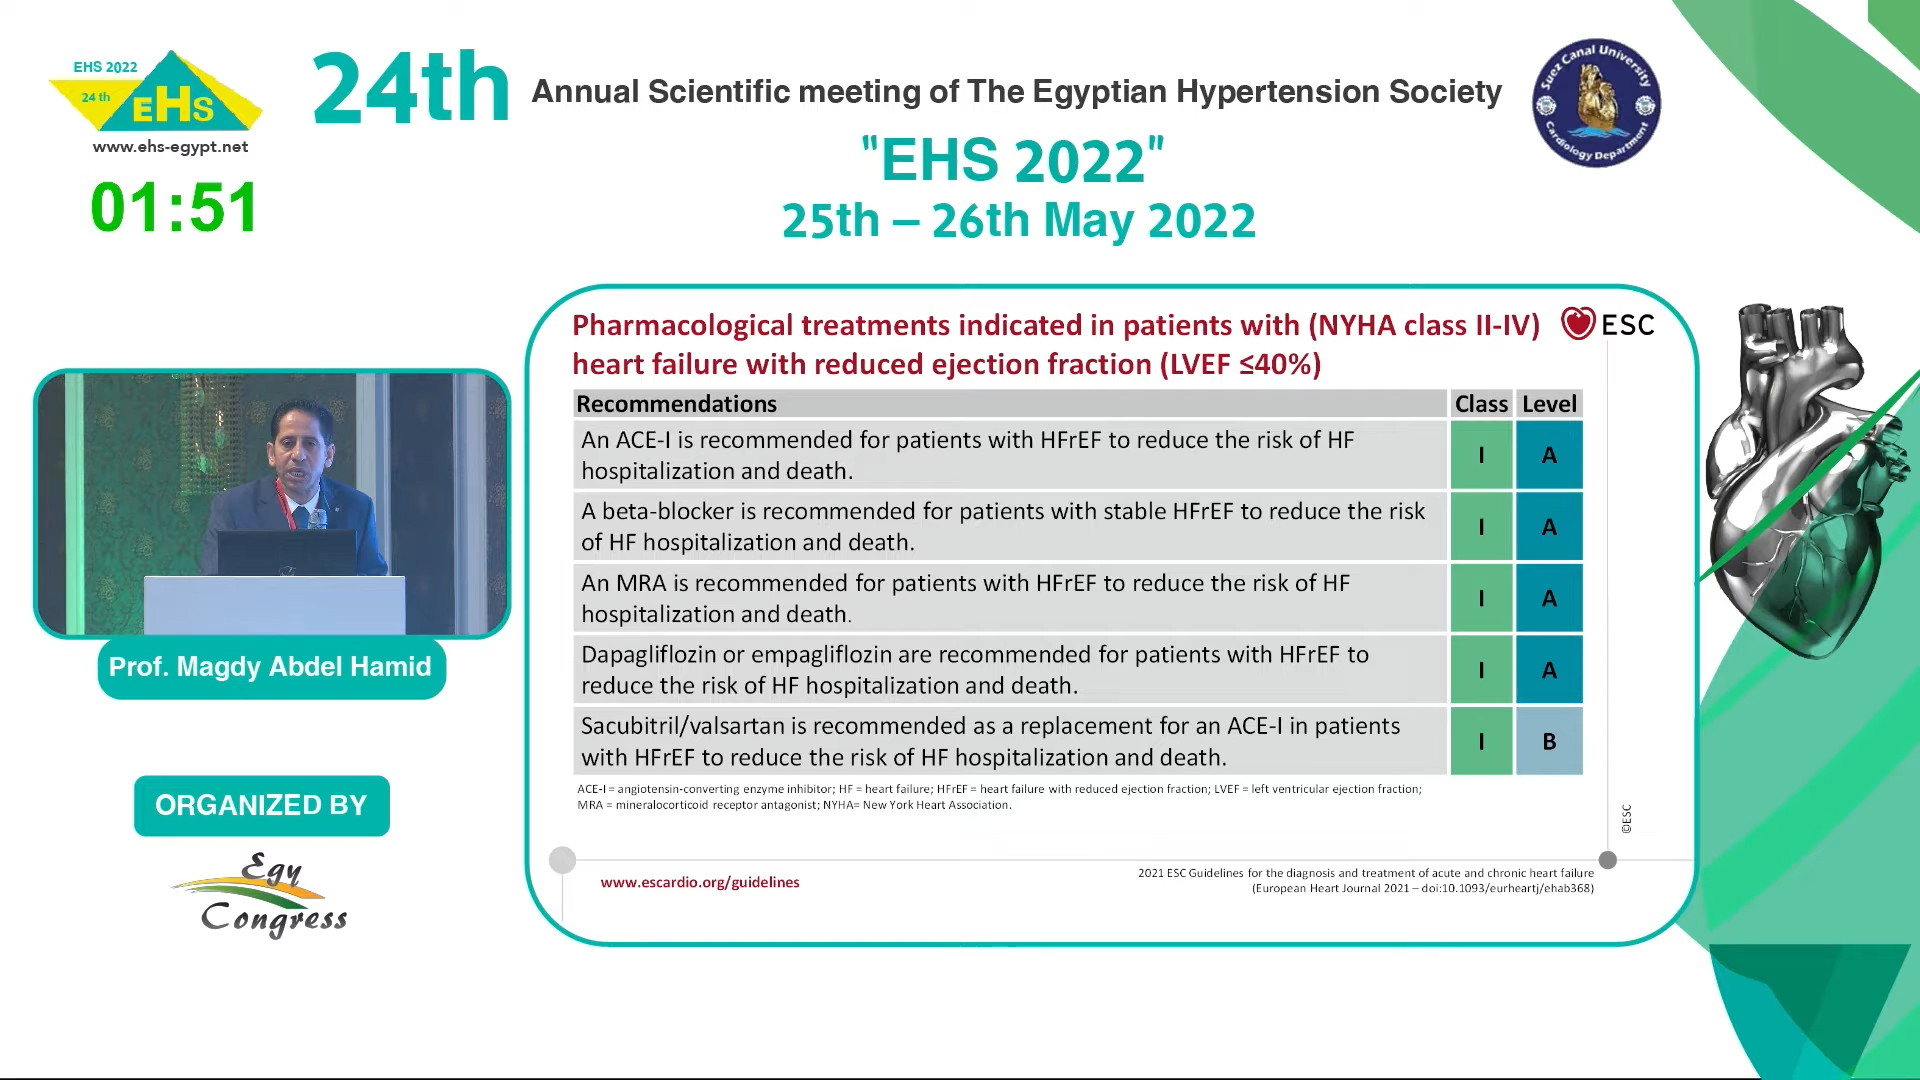 EHS 2022
24 th
EHS
www.ehs-egypt.net
24th Annual Scientific meeting of The Egyptian Hypertension Society
"EHS 2022"
25th – 26th May 2022
Suez Canal University
Cardiology Department
01:51
Prof. Magdy Abdel Hamid
ORGANIZED BY
Egy
Congress
Pharmacological treatments indicated in patients with (NYHA class II-IV)
heart failure with reduced ejection fraction (LVEF ≤40%)
ESC
Recommendations Class Level
An ACE-I is recommended for patients with HFrEF to reduce the risk of HF
hospitalization and death.
I A
A beta-blocker is recommended for patients with stable HFrEF to reduce the risk
of HF hospitalization and death.
I A
An MRA is recommended for patients with HFrEF to reduce the risk of HF
hospitalization and death.
I A
Dapagliflozin or empagliflozin are recommended for patients with HFrEF to
reduce the risk of HF hospitalization and death.
I A
Sacubitril/valsartan is recommended as a replacement for an ACE-I in patients
with HFrEF to reduce the risk of HF hospitalization and death.
I B
ACE-I = angiotensin-converting enzyme inhibitor; HF = heart failure; HFrEF = heart failure with reduced ejection fraction; LVEF = left ventricular ejection fraction;
MRA = mineralocorticoid receptor antagonist; NYHA= New York Heart Association.
©ESC
www.escardio.org/guidelines
2021 ESC Guidelines for the diagnosis and treatment of acute and chronic heart failure
(European Heart Journal 2021 – doi:10.1093/eurheartj/ehab368)